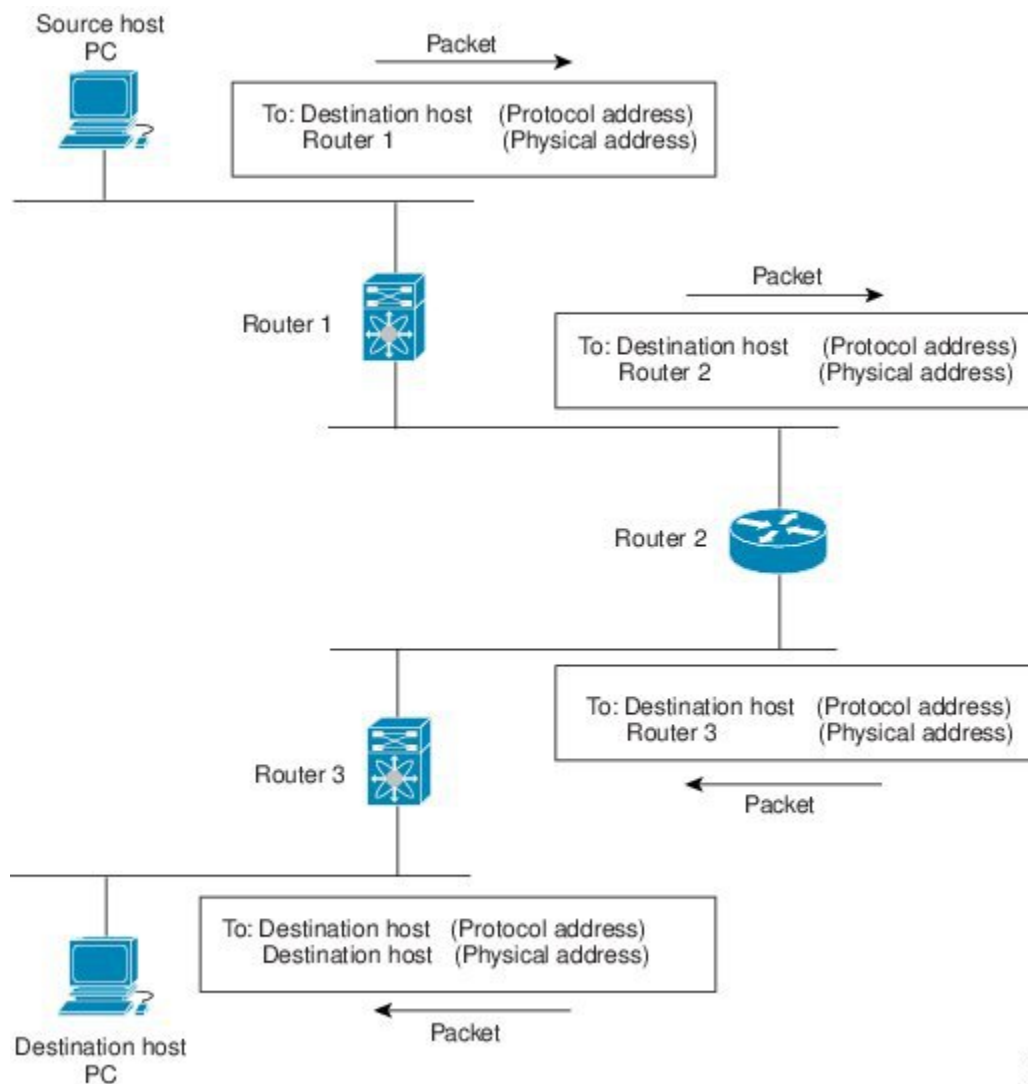 Source host
PC
Packet
To: Destination host (Protocol address)
Router 1 (Physical address)
Router 1
Packet
To: Destination host (Protocol address)
Router 2 (Physical address)
Router 2
To: Destination host (Protocol address)
Router 3 (Physical address)
Packet
Router 3
To: Destination host (Protocol address)
Destination host (Physical address)
Packet
Destination host
PC